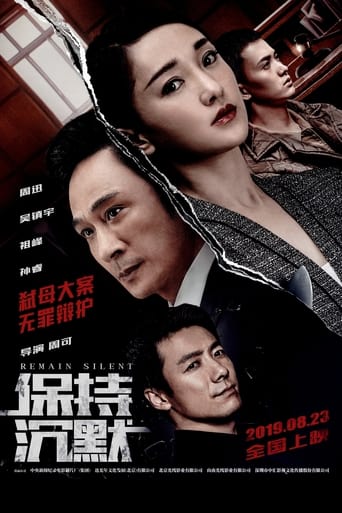 周迅
吴镇宇
祖峰
孙睿
弑母大案
无罪辩护
导演 周可
REMAIN SILENT
保持
沉默
2019.08.23
全国上映